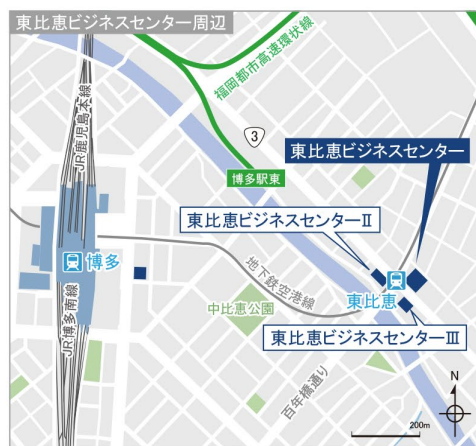 東比恵ビジネスセンター周辺
JR鹿児島本線
福岡都市高速環状線
3
東比恵ビジネスセンター
博多駅東
東比恵ビジネスセンターⅡ
博多
地下鉄空港線
東比恵
中比恵公園
JR博多南線
東比恵ビジネスセンターⅢ
百年橋通り
N
200m